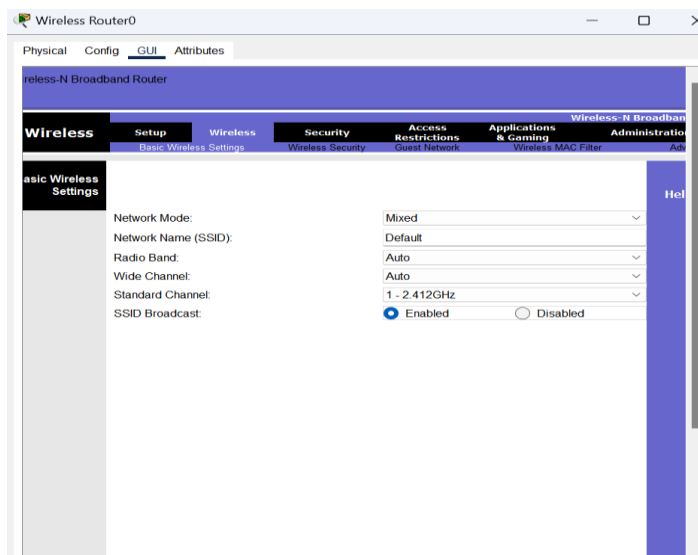 Wireless Router0
Physical Config GUI Attributes
reless-N Broadband Router
Wireless-N Broadban
Wireless Setup Wireless Security Access Restrictions Applications & Gaming Administratio
Basic Wireless Settings Wireless Security Guest Network Wireless MAC Filter Adv
asic Wireless
Settings
Hel
Network Mode: Mixed
Network Name (SSID): Default
Radio Band: Auto
Wide Channel: Auto
Standard Channel: 1 - 2.412GHz
SSID Broadcast: Enabled Disabled